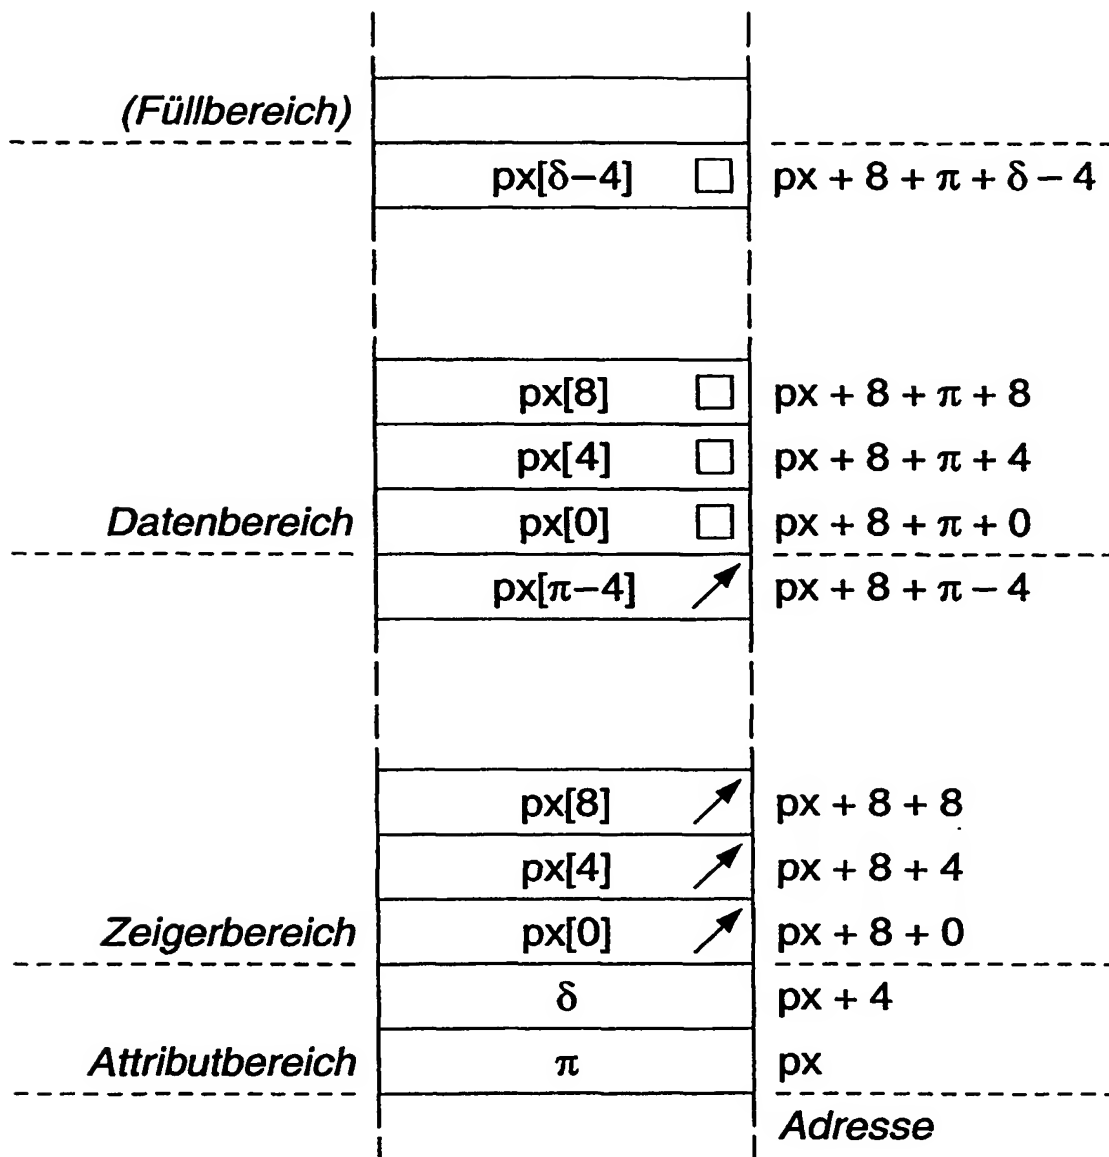 (Füllbereich)
px[δ−4] px + 8 + π + δ − 4
px[8] px + 8 + π + 8
px[4] px + 8 + π + 4
Datenbereich px[0] px + 8 + π + 0
px[π−4] px + 8 + π − 4
px[8] px + 8 + 8
px[4] px + 8 + 4
Zeigerbereich px[0] px + 8 + 0
δ px + 4
Attributbereich π px
Adresse